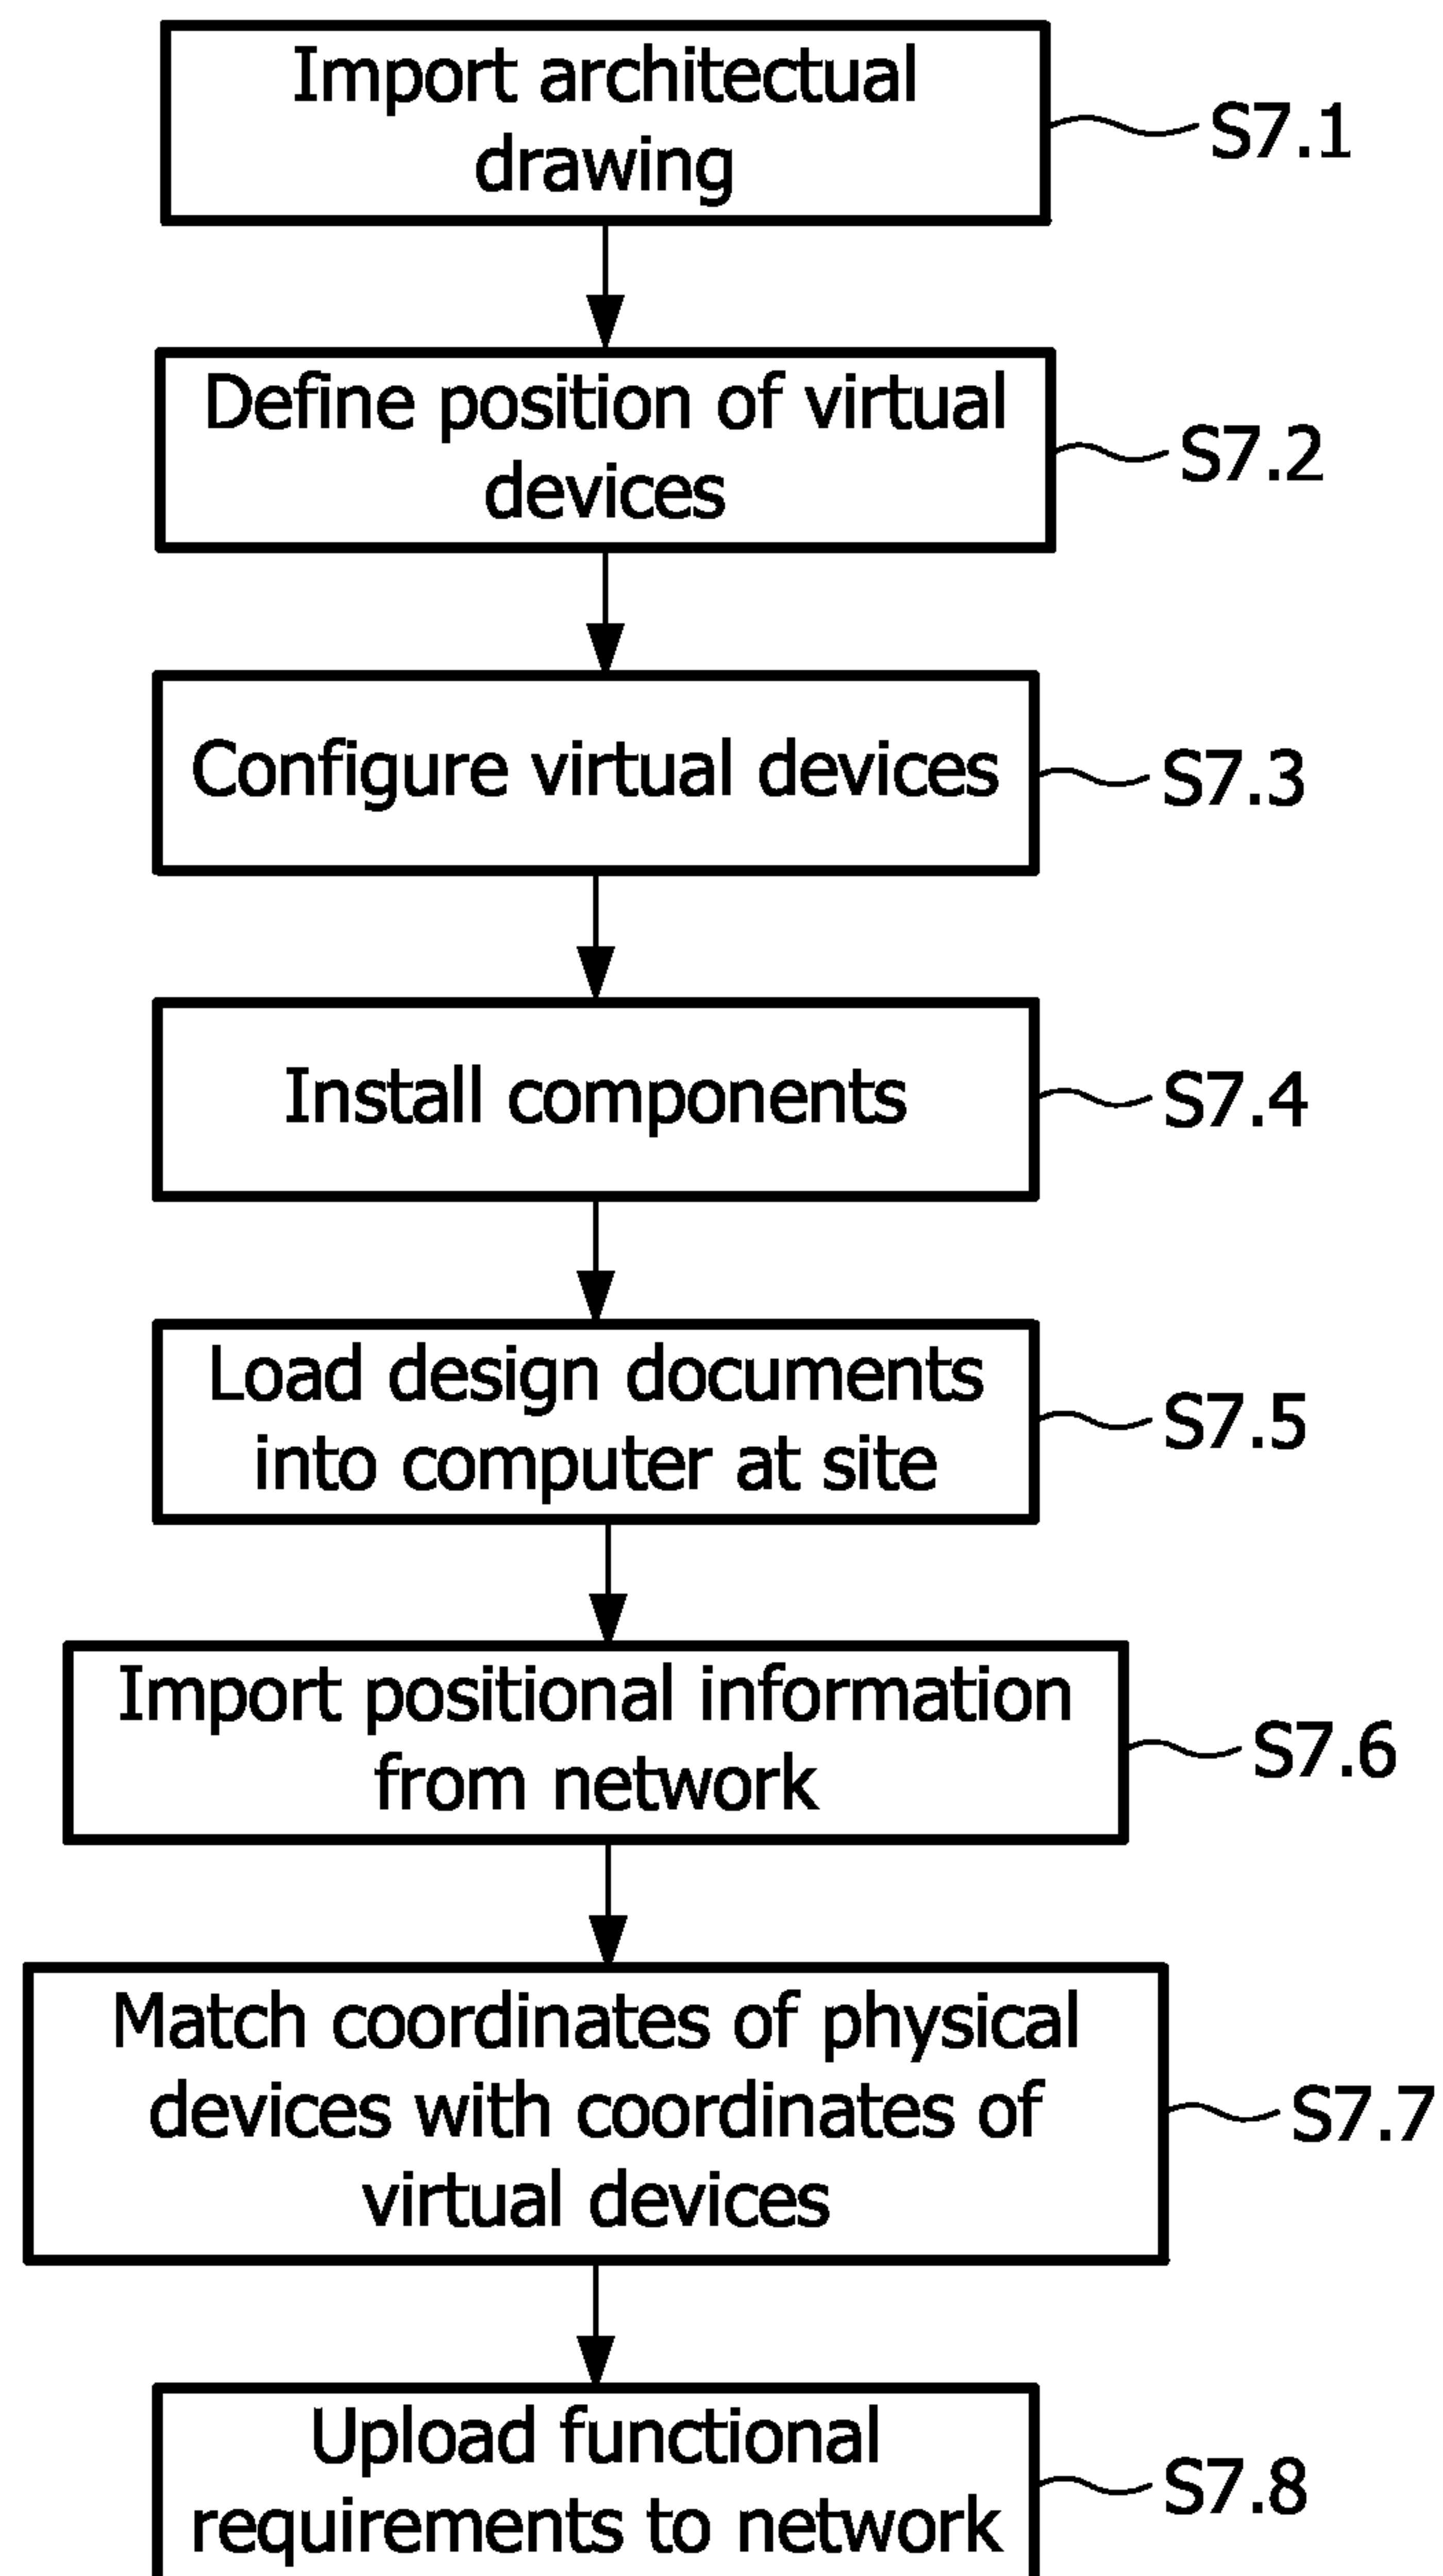 Import architectual
drawing
S7.1
Define position of virtual
devices
S7.2
Configure virtual devices
S7.3
Install components
S7.4
Load design documents
into computer at site
S7.5
Import positional information
from network
S7.6
Match coordinates of physical
devices with coordinates of
virtual devices
S7.7
Upload functional
requirements to network
S7.8